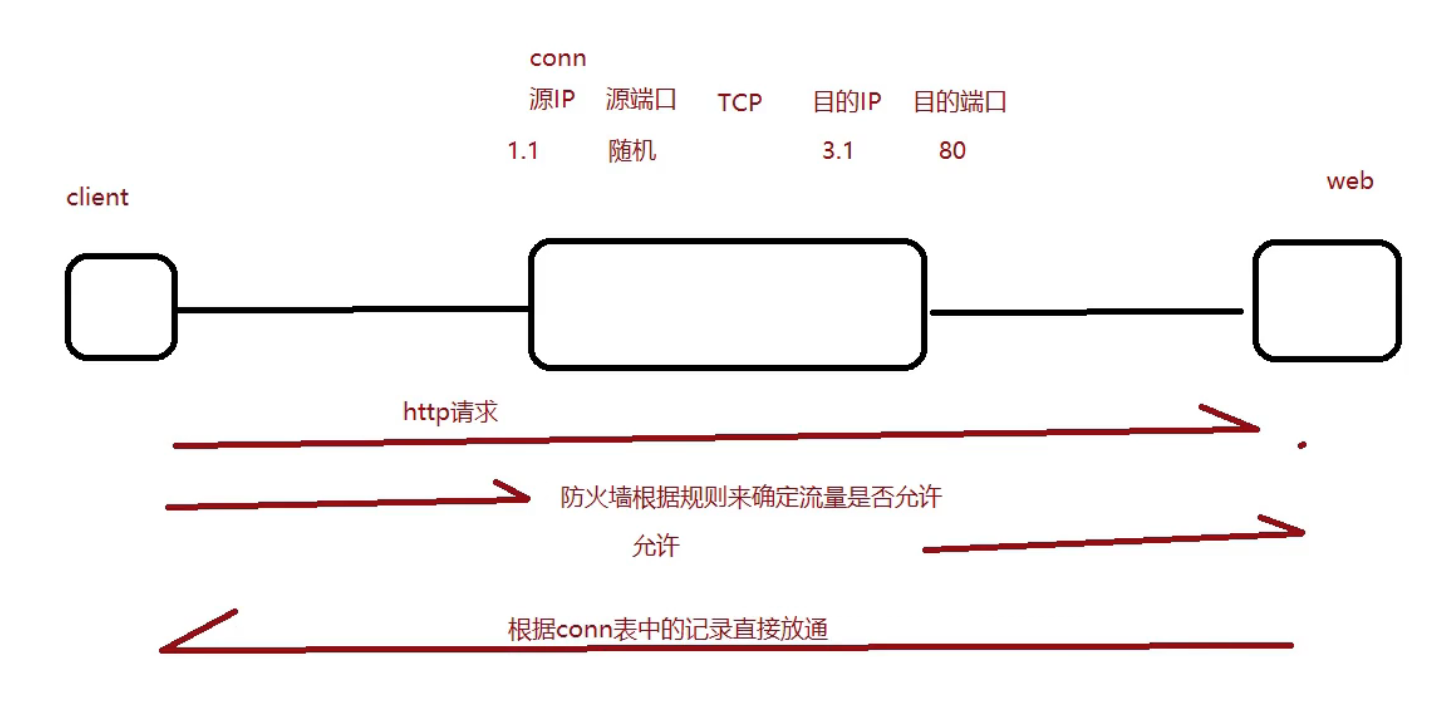 conn
源IP 源端口 TCP 目的IP 目的端口
1.1 随机 3.1 80
client
web
http请求
防火墙根据规则来确定流量是否允许
允许
根据conn表中的记录直接放通